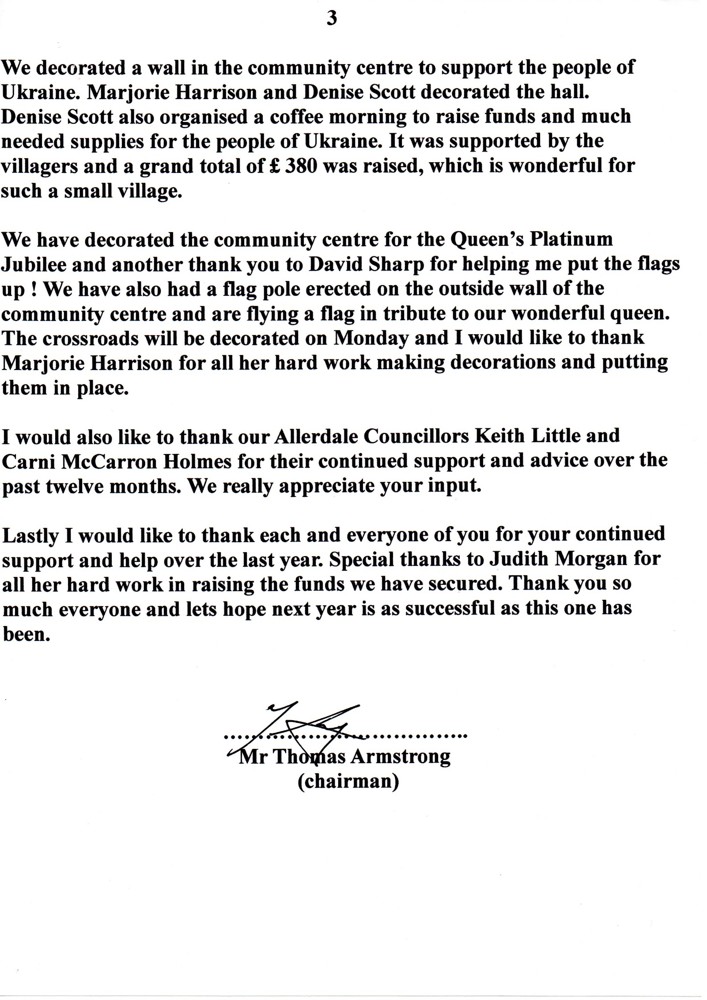 3
We decorated a wall in the community centre to support the people of
Ukraine. Marjorie Harrison and Denise Scott decorated the hall.
Denise Scott also organised a coffee morning to raise funds and much
needed supplies for the people of Ukraine. It was supported by the
villagers and a grand total of £ 380 was raised, which is wonderful for
such a small village.
We have decorated the community centre for the Queen’s Platinum
Jubilee and another thank you to David Sharp for helping me put the flags
up ! We have also had a flag pole erected on the outside wall of the
community centre and are flying a flag in tribute to our wonderful queen.
The crossroads will be decorated on Monday and I would like to thank
Marjorie Harrison for all her hard work making decorations and putting
them in place.
I would also like to thank our Allerdale Councillors Keith Little and
Carni McCarron Holmes for their continued support and advice over the
past twelve months. We really appreciate your input.
Lastly I would like to thank each and everyone of you for your continued
support and help over the last year. Special thanks to Judith Morgan for
all her hard work in raising the funds we have secured. Thank you so
much everyone and lets hope next year is as successful as this one has
been.
Mr Thomas Armstrong
(chairman)